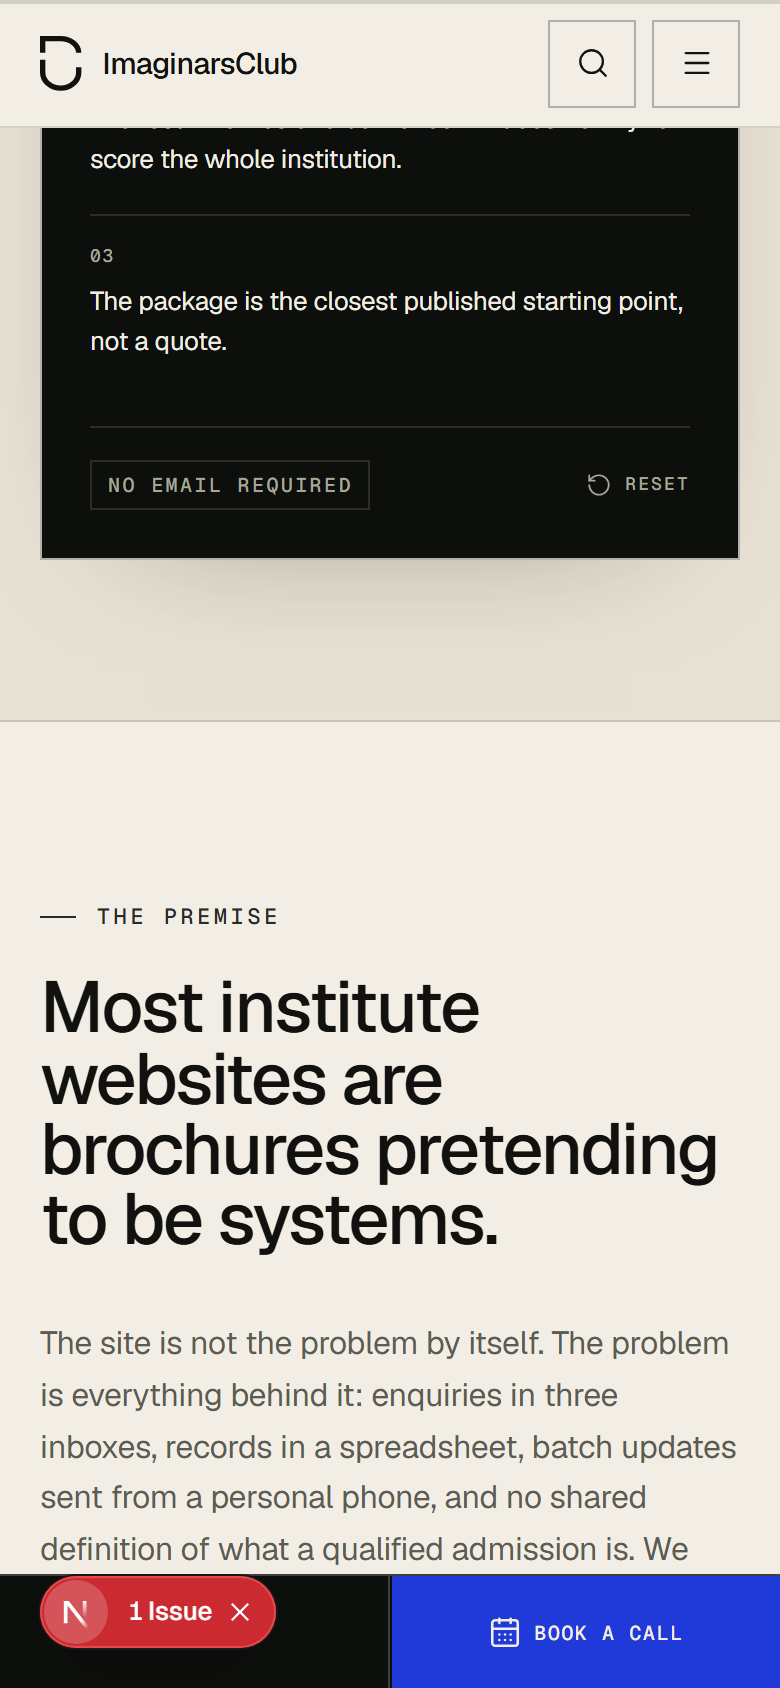 ImaginarsClub
score the whole institution.
03
The package is the closest published starting point,
not a quote.
NO EMAIL REQUIRED
RESET
THE PREMISE
Most institute
websites are
brochures pretending
to be systems.
The site is not the problem by itself. The problem
is everything behind it: enquiries in three
inboxes, records in a spreadsheet, batch updates
sent from a personal phone, and no shared
definition of what a qualified admission is. We
N
1 Issue
BOOK A CALL